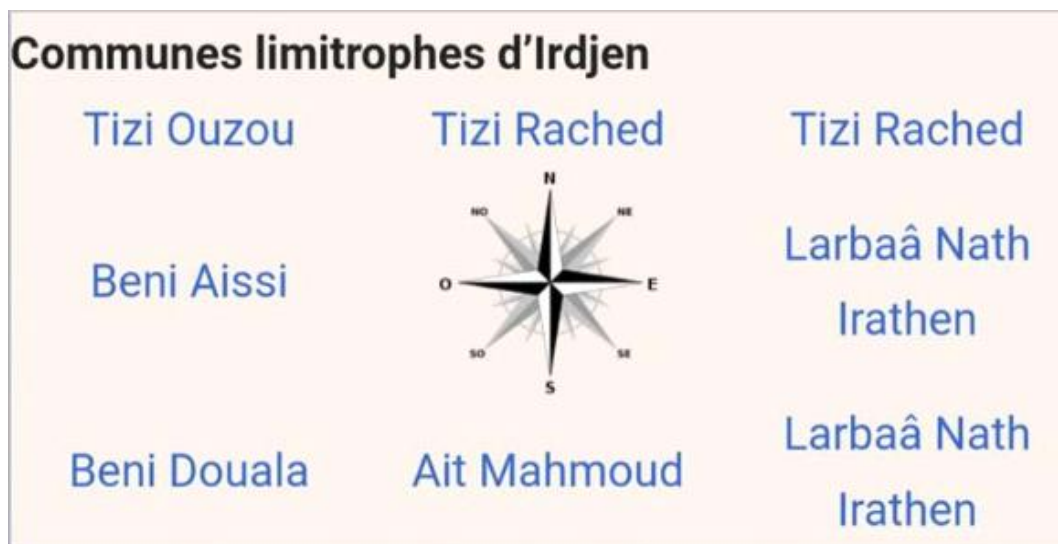 Communes limitrophes d’Irdjen
Tizi Ouzou Tizi Rached Tizi Rached
N
NO NE
Larbaâ Nath
Beni Aissi O E
Irathen
SO SE
S
Larbaâ Nath
Beni Douala Ait Mahmoud
Irathen